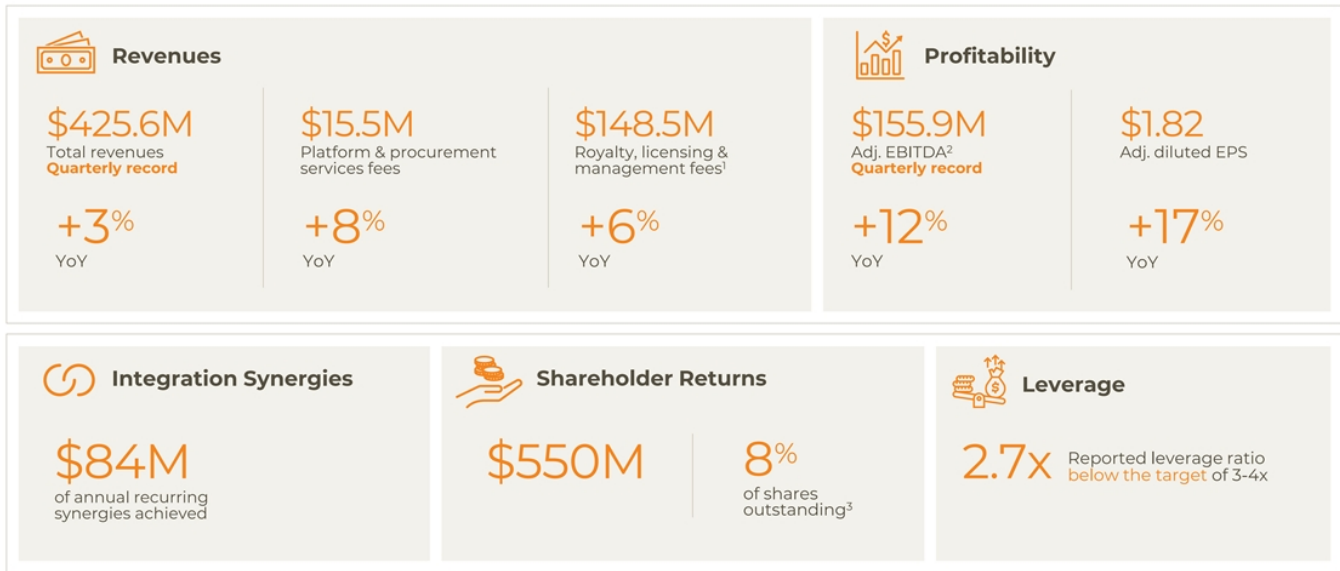 Revenues
$425.6M
Total revenues
Quarterly record
+3%
YoY
$15.5M
Platform & procurement
services fees
+8%
YoY
$148.5M
Royalty, licensing &
management fees¹
+6%
YoY
Profitability
$155.9M
Adj. EBITDA²
Quarterly record
+12%
YoY
$1.82
Adj. diluted EPS
+17%
YoY
Integration Synergies
$84M
of annual recurring
synergies achieved
Shareholder Returns
$550M
8%
of shares
outstanding³
Leverage
2.7x
Reported leverage ratio
below the target of 3-4x